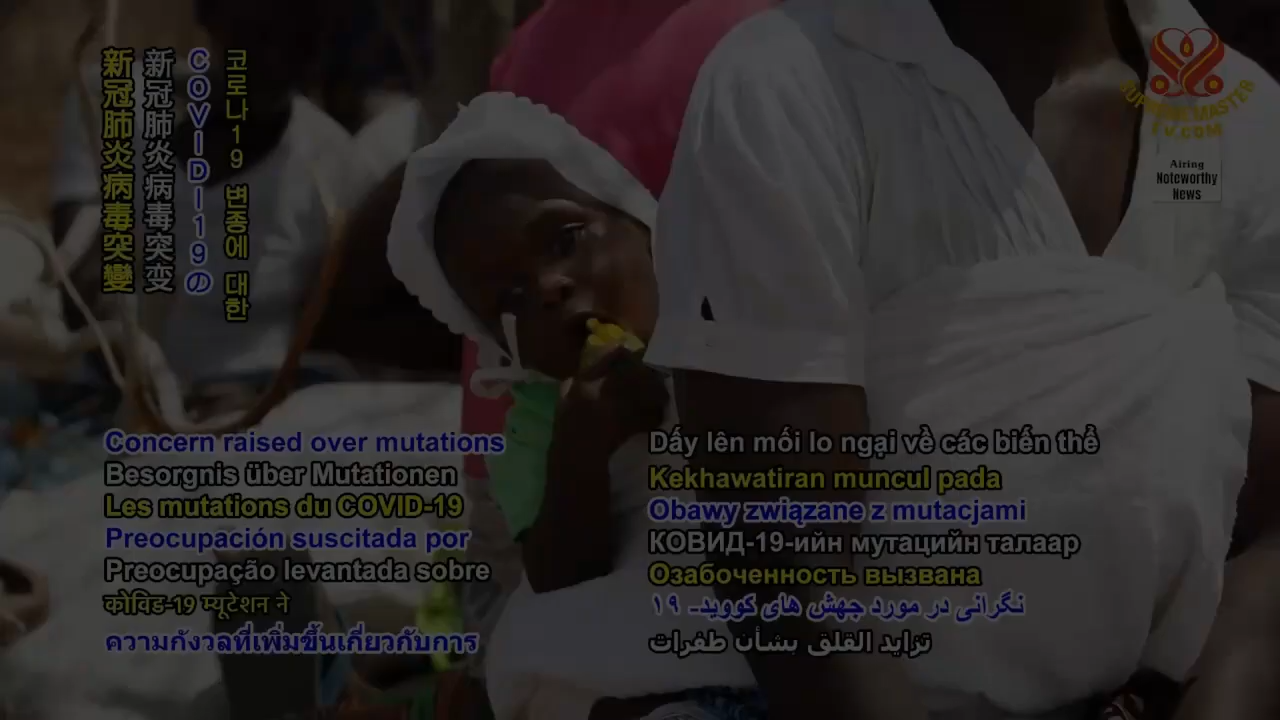 新冠肺炎病毒突變
新冠肺炎病毒突变
COVID-19の
코로나19 변종에 대한
SUPREMEMASTER
TV.COM
Airing
Noteworthy
News
Concern raised over mutations
Besorgnis über Mutationen
Les mutations du COVID-19
Preocupación suscitada por
Preocupação levantada sobre
कोविड-19 म्यूटेशन ने
ความกังวลที่เพิ่มขึ้นเกี่ยวกับการ
Dấy lên mối lo ngại về các biến thể
Kekhawatiran muncul pada
Obawy związane z mutacjami
КОВИД-19-ийн мутацийн талаар
Озабоченность вызвана
نگرانی در مورد جهش های کووید- ۱۹
تزايد القلق بشأن طفرات